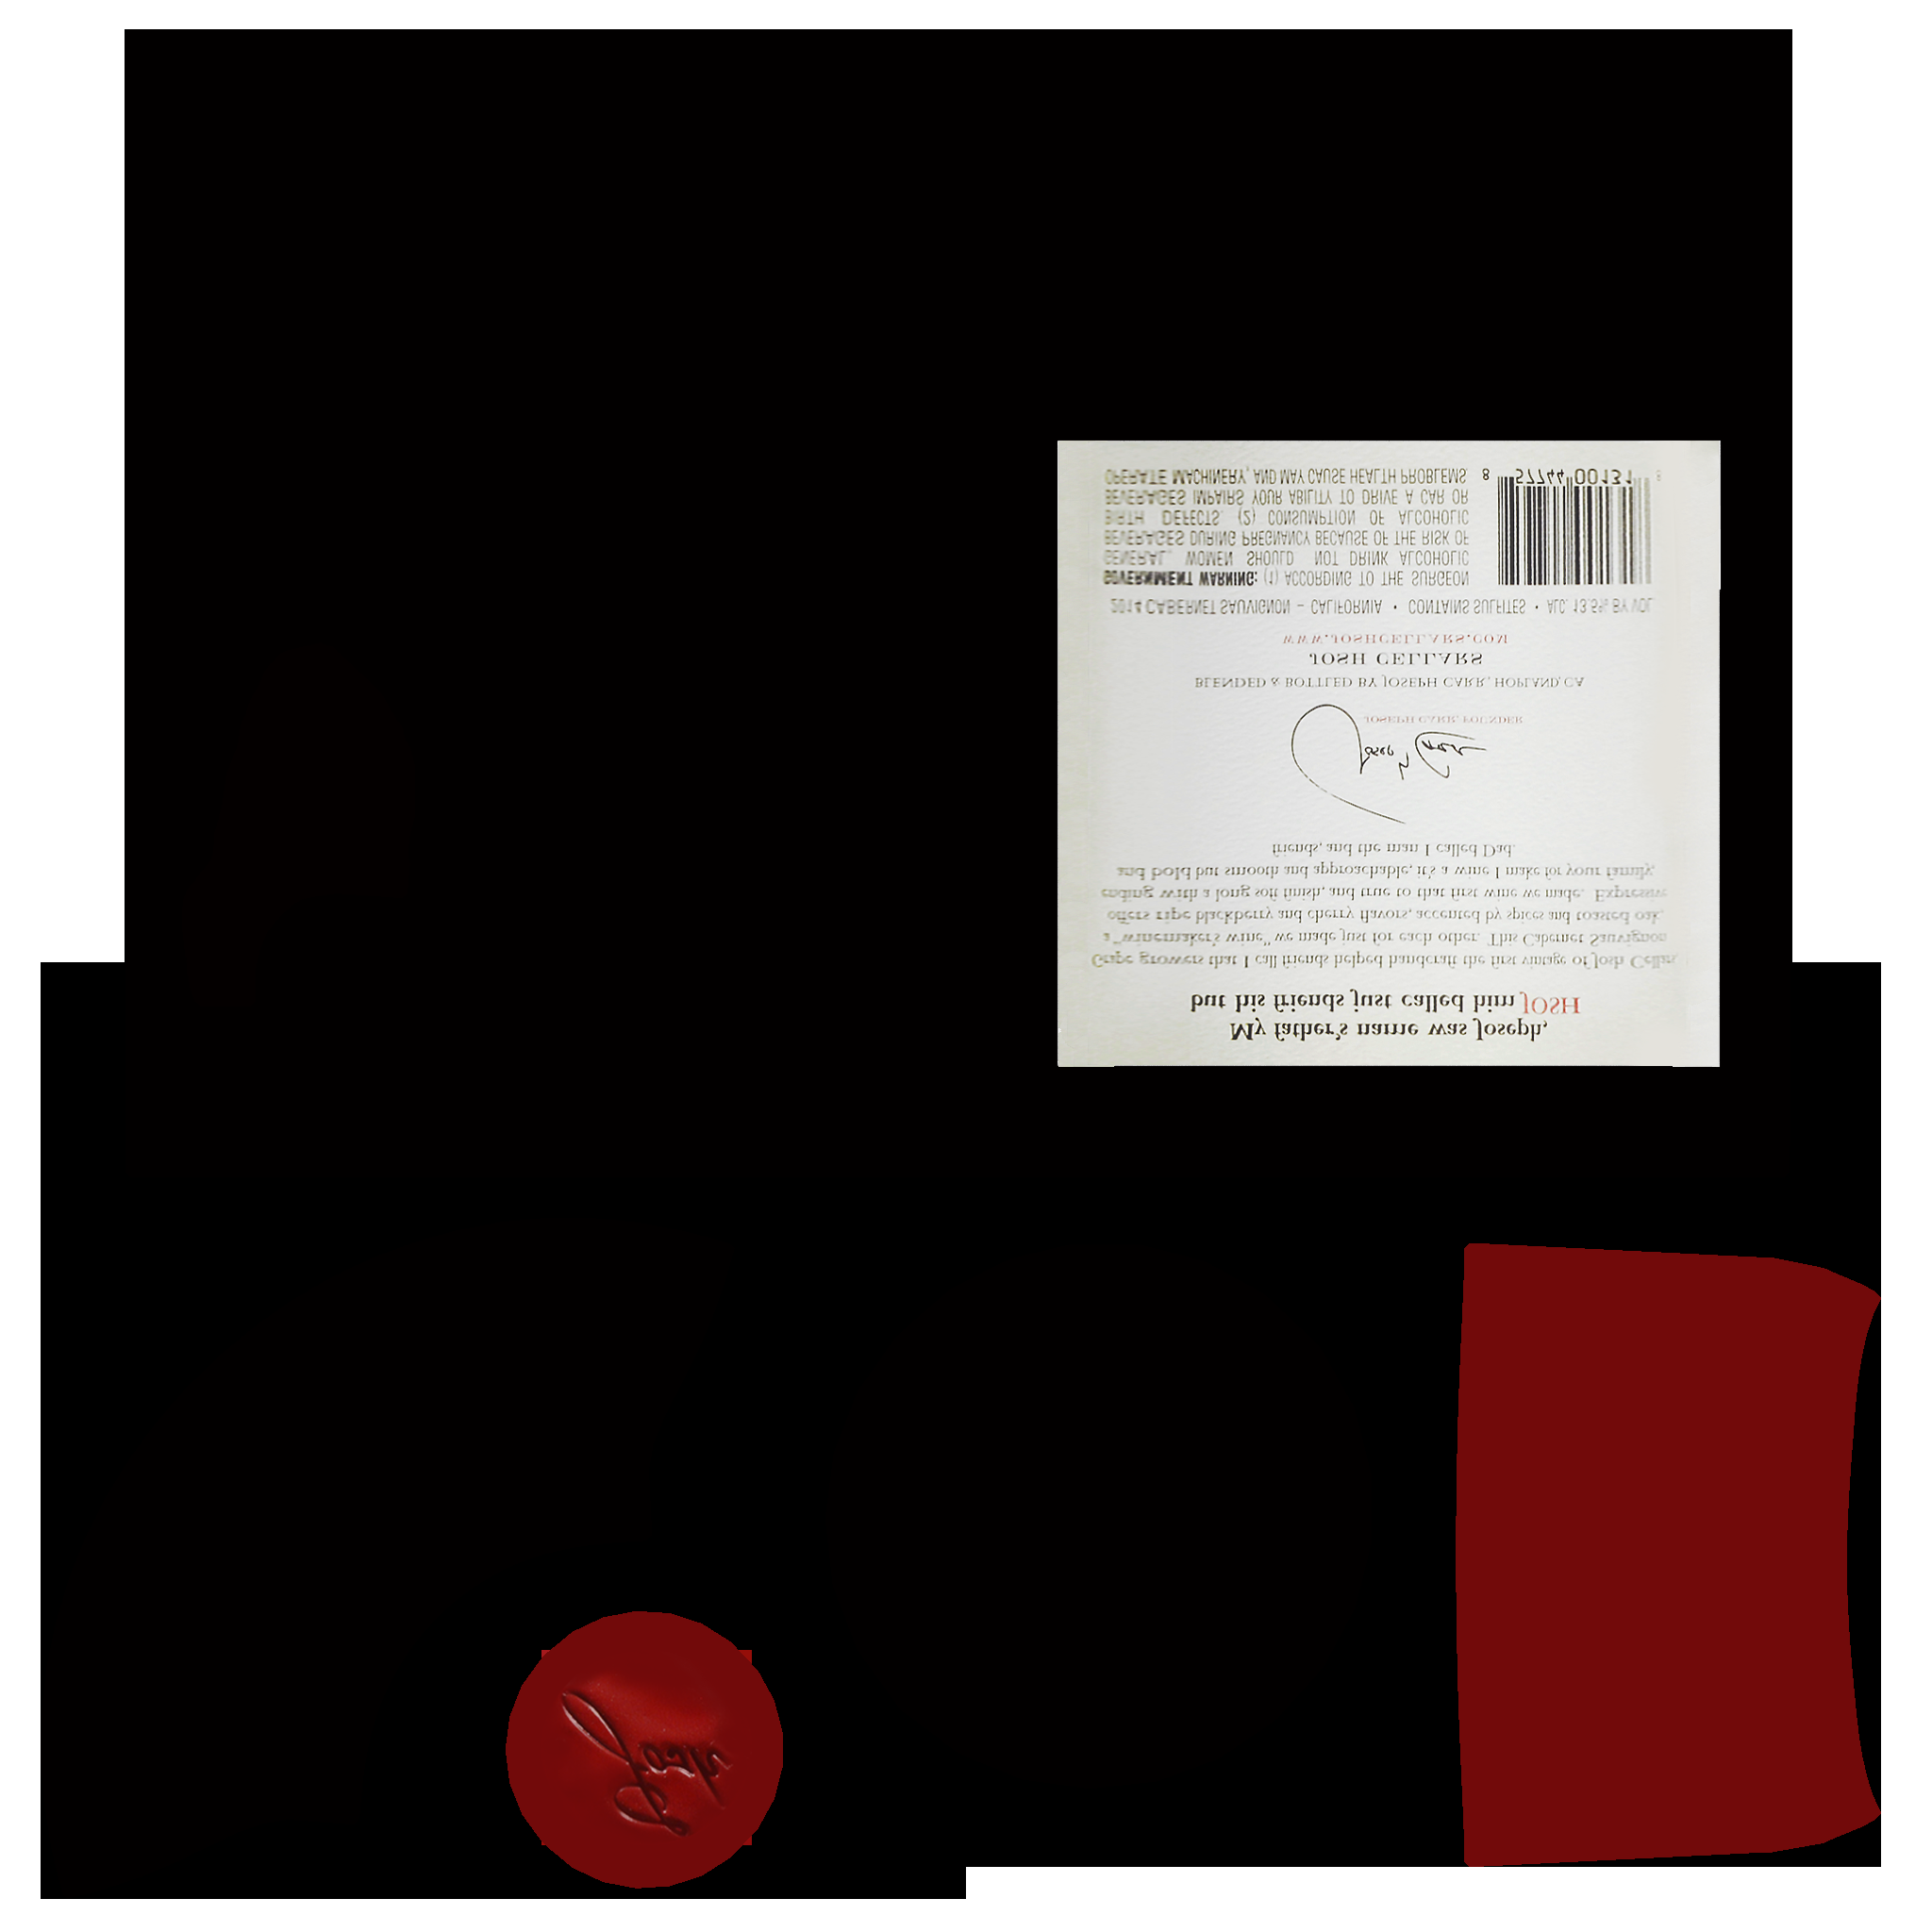 My father's name was Joseph,
but his friends just called him JOSH
Grape growers that I call friends helped handcraft the first vintage of Josh Cellars,
a "winemaker's wine" we made just for each other. This Cabernet Sauvignon
offers ripe blackberry and cherry flavors, accented by spices and toasted oak,
ending with a long soft finish, and true to that first wine we made. Expressive
and bold but smooth and approachable, it's a wine I make for your family,
friends, and the man I called Dad.
Joseph Carr
JOSEPH CARR, FOUNDER
BLENDED & BOTTLED BY JOSEPH CARR, HOPLAND, CA
JOSH CELLARS
WWW.JOSHCELLARS.COM
2014 CABERNET SAUVIGNON – CALIFORNIA • CONTAINS SULFITES • ALC. 13.5% BY VOL.
GOVERNMENT WARNING: (1) ACCORDING TO THE SURGEON
GENERAL, WOMEN SHOULD NOT DRINK ALCOHOLIC
BEVERAGES DURING PREGNANCY BECAUSE OF THE RISK OF
BIRTH DEFECTS. (2) CONSUMPTION OF ALCOHOLIC
BEVERAGES IMPAIRS YOUR ABILITY TO DRIVE A CAR OR
OPERATE MACHINERY, AND MAY CAUSE HEALTH PROBLEMS.
8 57744 00131 8
Josh